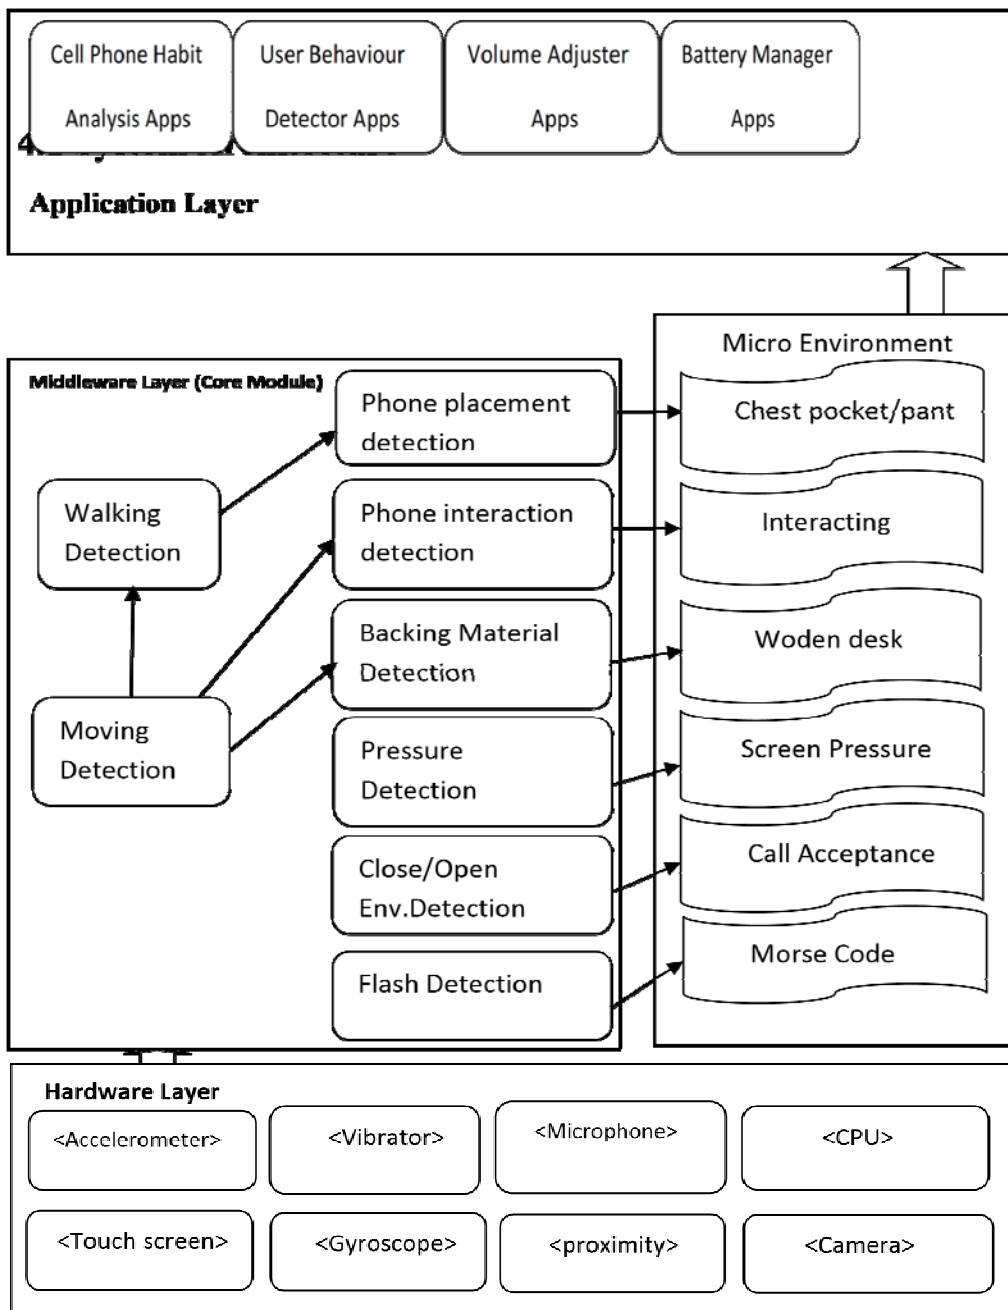 Cell Phone Habit
Analysis Apps
User Behaviour
Detector Apps
Volume Adjuster
Apps
Battery Manager
Apps
Application Layer
Micro Environment
Middleware Layer (Core Module)
Phone placement
detection
Chest pocket/pant
Walking
Detection
Phone interaction
detection
Interacting
Backing Material
Detection
Woden desk
Moving
Detection
Pressure
Detection
Screen Pressure
Close/Open
Env.Detection
Call Acceptance
Flash Detection
Morse Code
Hardware Layer
<Accelerometer>
<Vibrator>
<Microphone>
<CPU>
<Touch screen>
<Gyroscope>
<proximity>
<Camera>